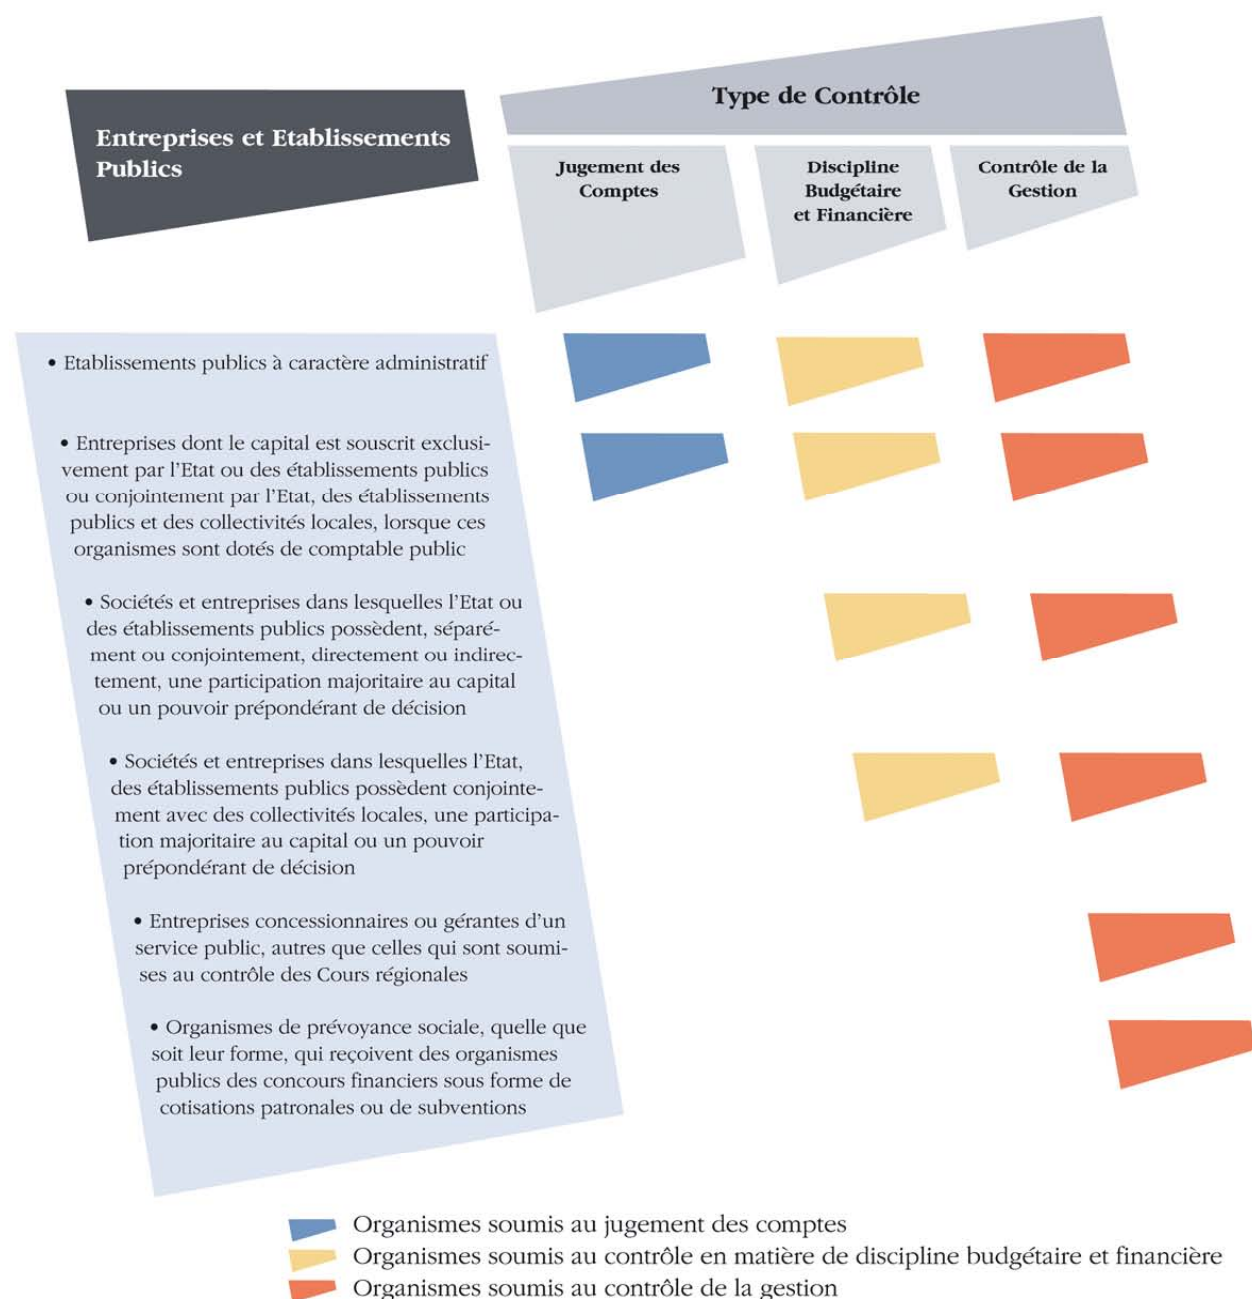 Entreprises et Etablissements
Publics
Type de Contrôle
Jugement des
Comptes
Discipline
Budgétaire
et Financière
Contrôle de la
Gestion
• Etablissements publics à caractère administratif
• Entreprises dont le capital est souscrit exclusi-
vement par l'Etat ou des établissements publics
ou conjointement par l'Etat, des établissements
publics et des collectivités locales, lorsque ces
organismes sont dotés de comptable public
• Sociétés et entreprises dans lesquelles l'Etat ou
des établissements publics possèdent, séparé-
ment ou conjointement, directement ou indirec-
tement, une participation majoritaire au capital
ou un pouvoir prépondérant de décision
• Sociétés et entreprises dans lesquelles l'Etat,
des établissements publics possèdent conjointe-
ment avec des collectivités locales, une participa-
tion majoritaire au capital ou un pouvoir
prépondérant de décision
• Entreprises concessionnaires ou gérantes d'un
service public, autres que celles qui sont soumi-
ses au contrôle des Cours régionales
• Organismes de prévoyance sociale, quelle que
soit leur forme, qui reçoivent des organismes
publics des concours financiers sous forme de
cotisations patronales ou de subventions
Organismes soumis au jugement des comptes
Organismes soumis au contrôle en matière de discipline budgétaire et financière
Organismes soumis au contrôle de la gestion